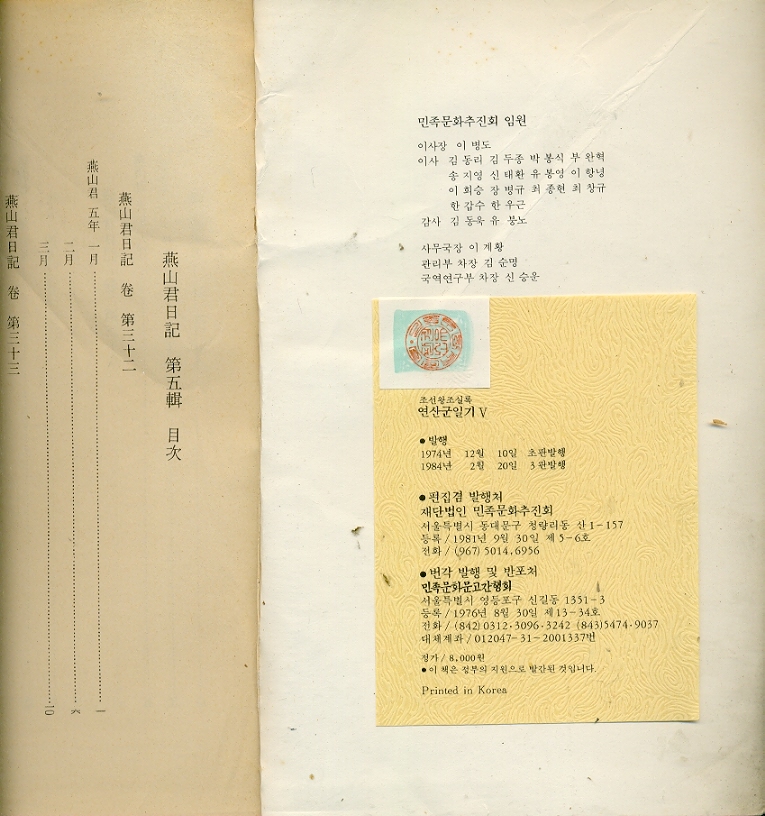 燕山君日記 第五輯 目次
燕山君日記 卷 第三十二
燕山君 五年 一月 一
二月 六
三月 一〇
燕山君日記 卷 第三十三
민족문화추진회 임원
이사장 이 병도
이사 김 동리 김 두종 박 봉식 부 완혁
송 지영 신 태환 유 봉영 이 항녕
이 희승 장 병규 최 종현 최 창규
한 갑수 한 우근
감사 김 동욱 유 봉노
사무국장 이 계황
관리부 차장 김 순명
국역연구부 차장 신 승운
조선왕조실록
연산군일기 Ⅴ
● 발행
1974년 12월 10일 초판발행
1984년 2월 20일 3판발행
● 편집겸 발행처
재단법인 민족문화추진회
서울특별시 동대문구 청량리동 산 1-157
등록 / 1981년 9월 30일 제 5-6호
전화 / (967) 5014.6956
● 번각 발행 및 반포처
민족문화문고간행회
서울특별시 영등포구 신길동 1351-3
등록 / 1976년 8월 30일 제 13-34호
전화 / (842) 0312·3096·3242 (843)5474·9037
대체계좌 / 012047-31-2001337번
정가 / 8,000원
● 이 책은 정부의 지원으로 발간된 것입니다.
Printed in Korea